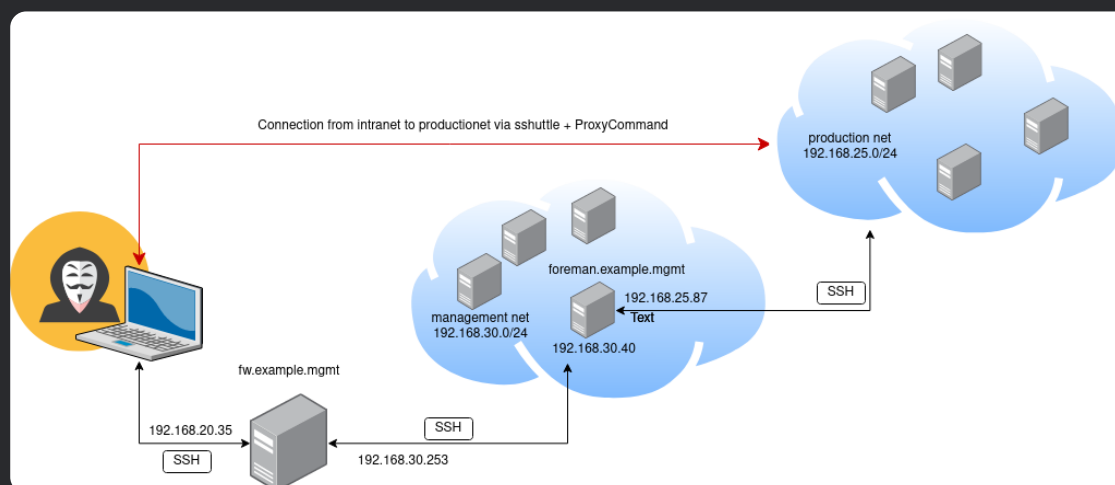 Connection from intranet to productionet via sshuttle + ProxyCommand
production net
192.168.25.0/24
foreman.example.mgmt
192.168.25.87
Text
management net
192.168.30.0/24
192.168.30.40
SSH
fw.example.mgmt
192.168.20.35
SSH
SSH
192.168.30.253